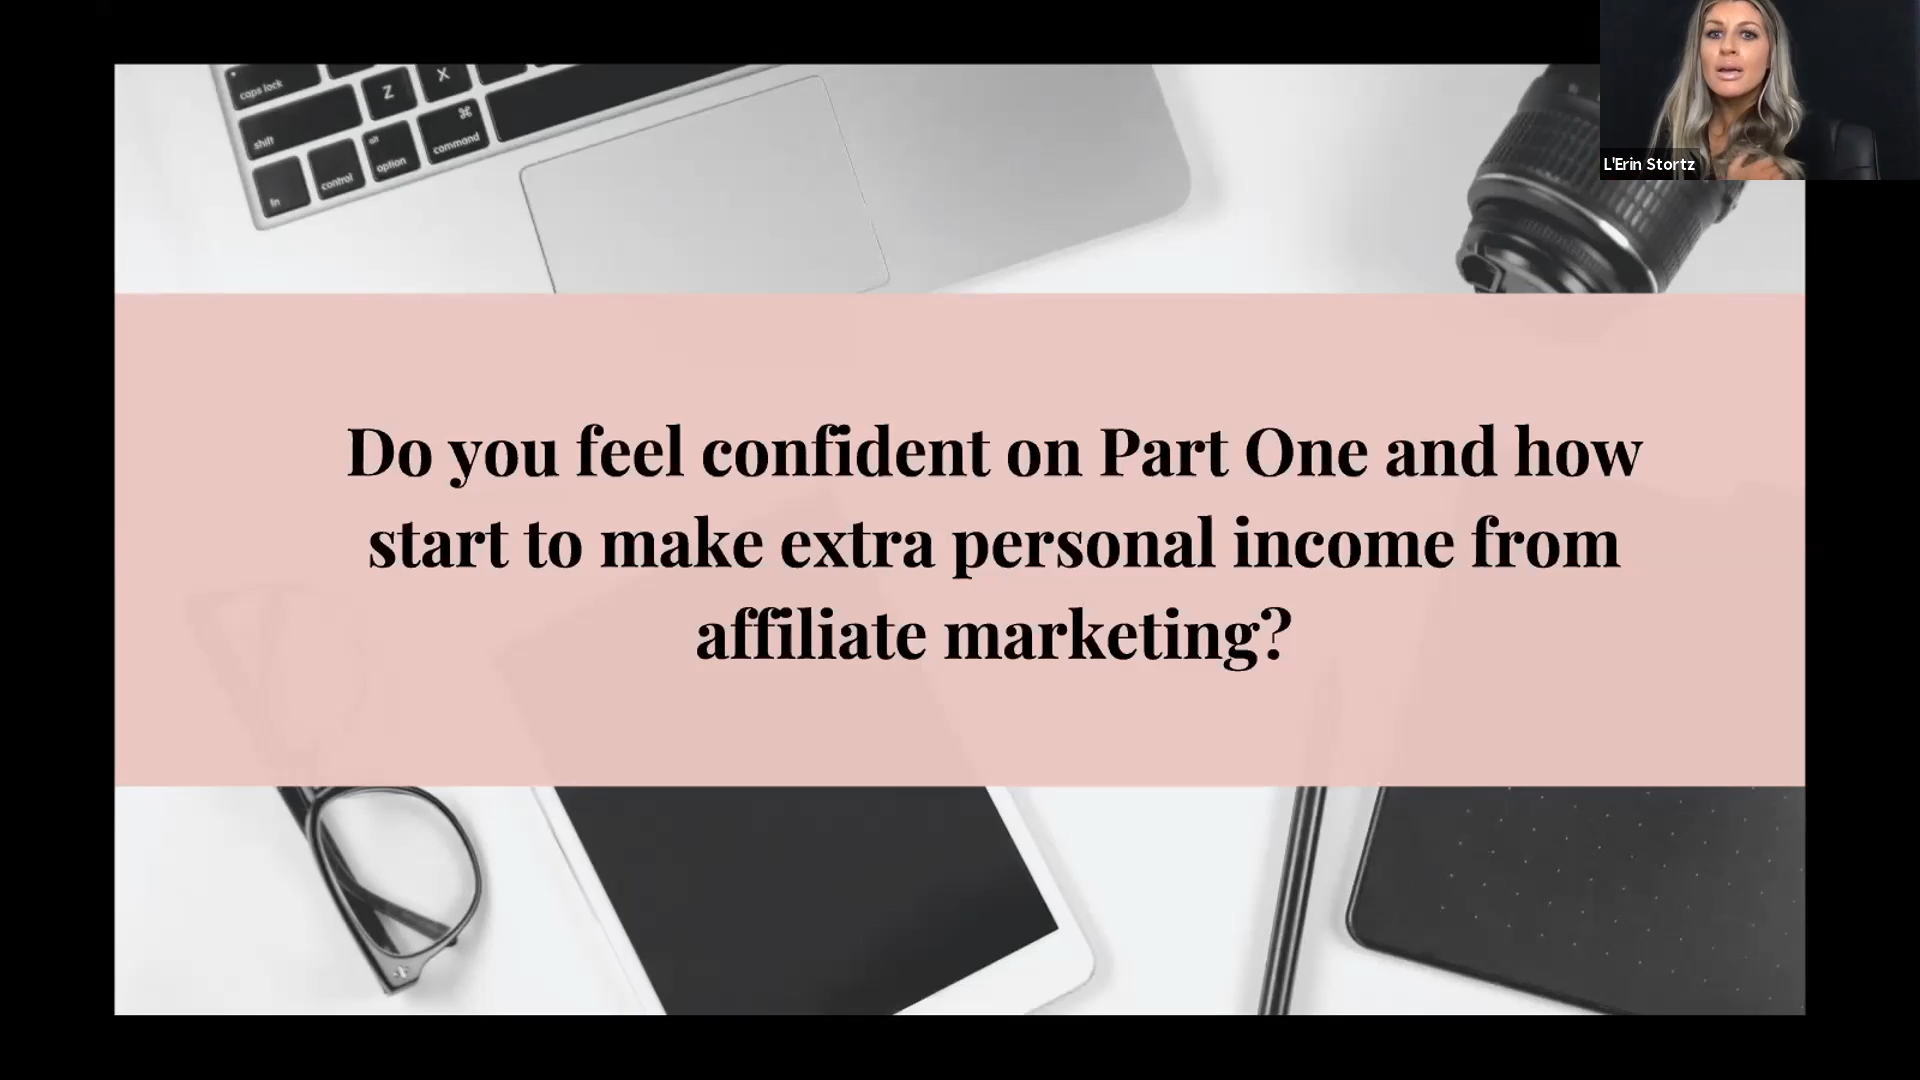 caps lock
Z
X
shift
⌘
alt
option
command
control
fn
L'Erin Stortz
Do you feel confident on Part One and how
start to make extra personal income from
affiliate marketing?